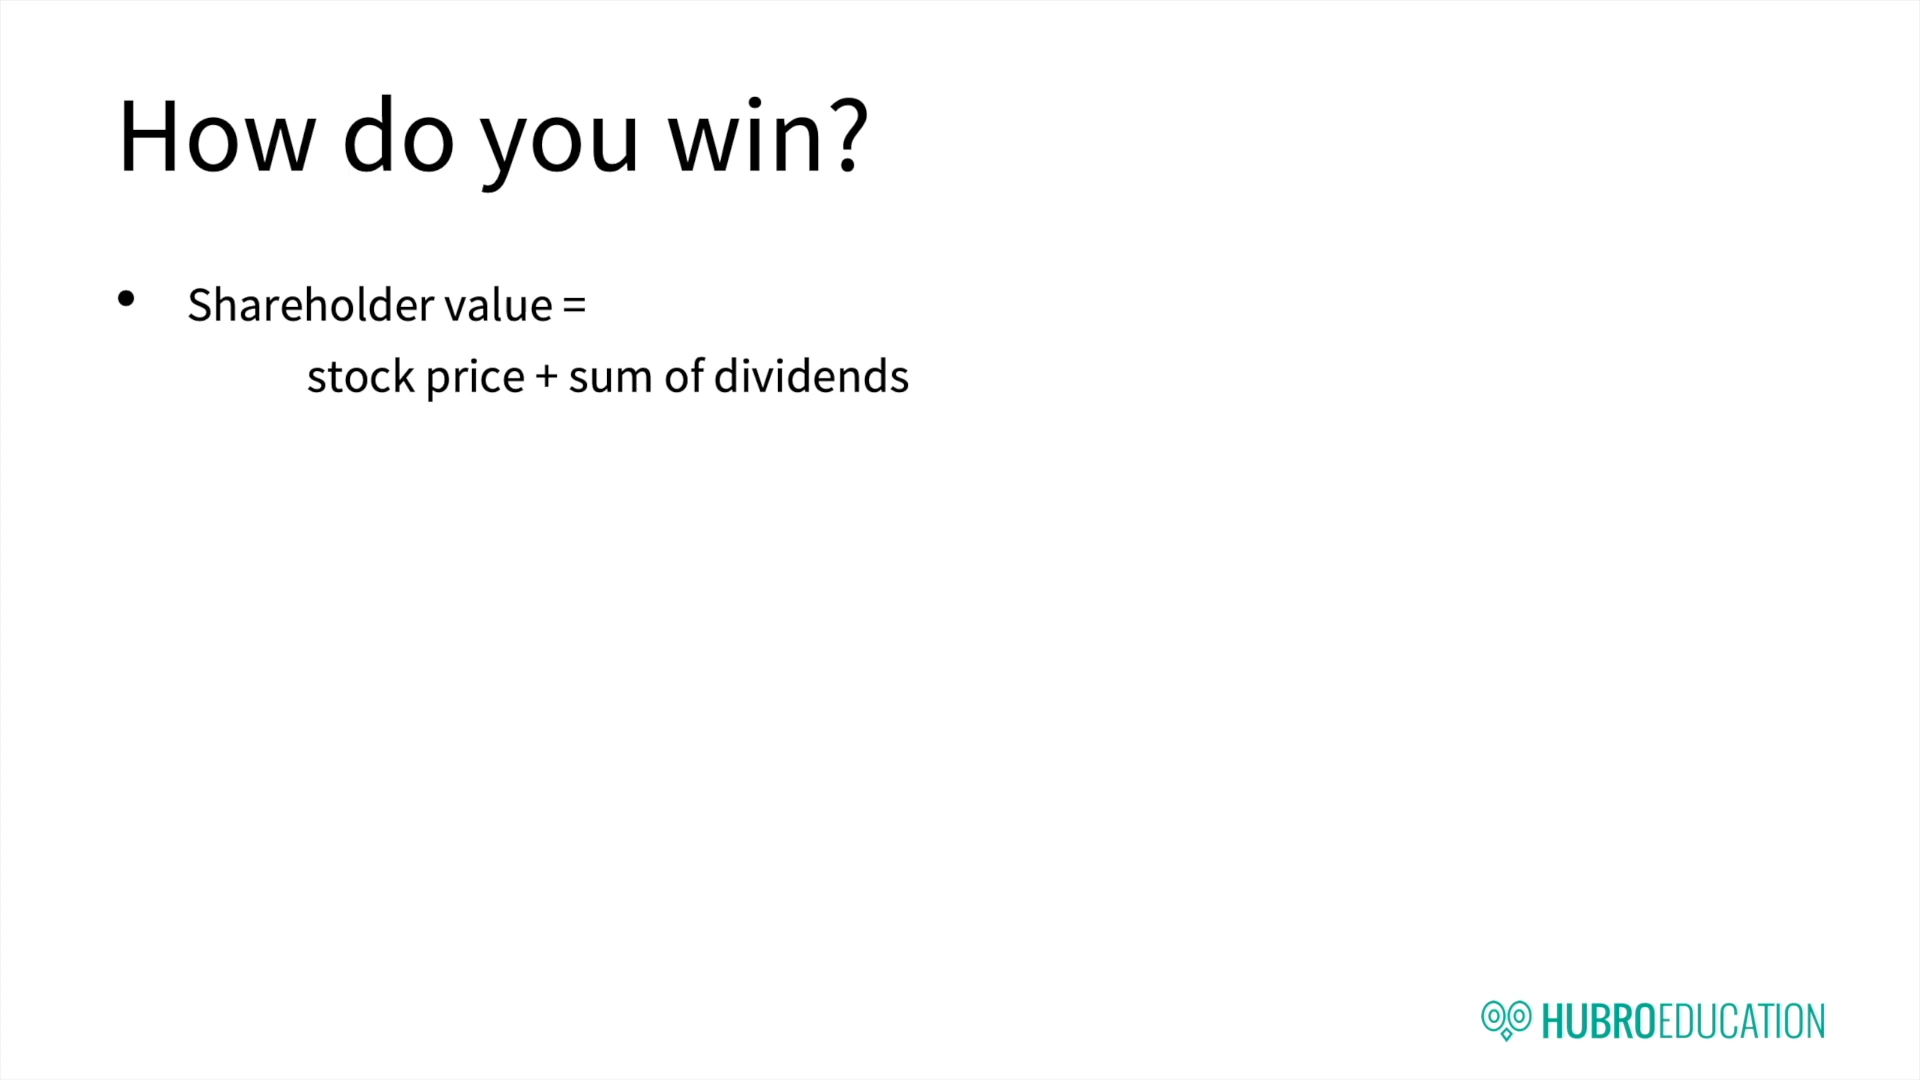 How do you win?
• Shareholder value =
stock price + sum of dividends
HUBROEDUCATION